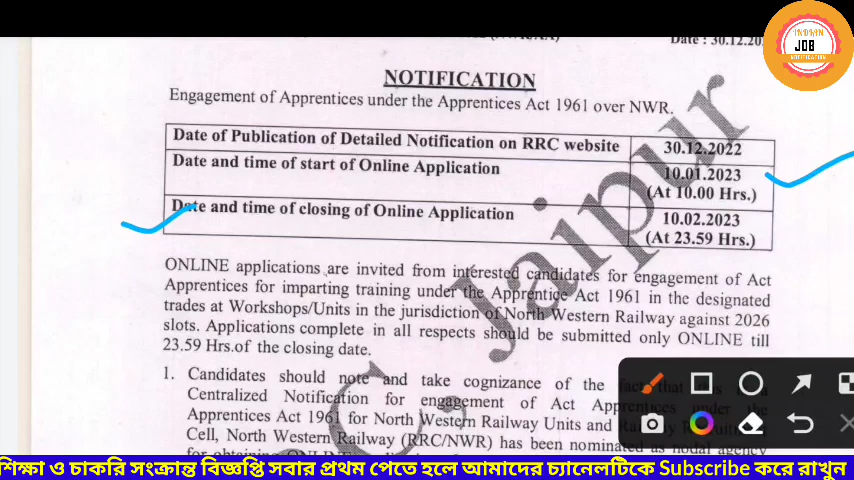 Date : 30.12.20
INDIAN
JOB
NOTIFICATION
NOTIFICATION
Engagement of Apprentices under the Apprentices Act 1961 over NWR.
Date of Publication of Detailed Notification on RRC website 30.12.2022
Date and time of start of Online Application 10.01.2023
(At 10.00 Hrs.)
Date and time of closing of Online Application 10.02.2023
(At 23.59 Hrs.)
ONLINE applications are invited from interested candidates for engagement of Act
Apprentices for imparting training under the Apprentice Act 1961 in the designated
trades at Workshops/Units in the jurisdiction of North Western Railway against 2026
slots. Applications complete in all respects should be submitted only ONLINE till
23.59 Hrs.of the closing date.
1. Candidates should note and take cognizance of the
Centralized Notification for engagement of Act
Apprentices Act 1961 for North Western Railway Units and
Cell, North Western Railway (RRC/NWR) has been nominated as nodal agency
Jaipur
শিক্ষা ও চাকরি সংক্রান্ত বিজ্ঞপ্তি সবার প্রথম পেতে হলে আমাদের চ্যানেলটিকে Subscribe করে রাখুন